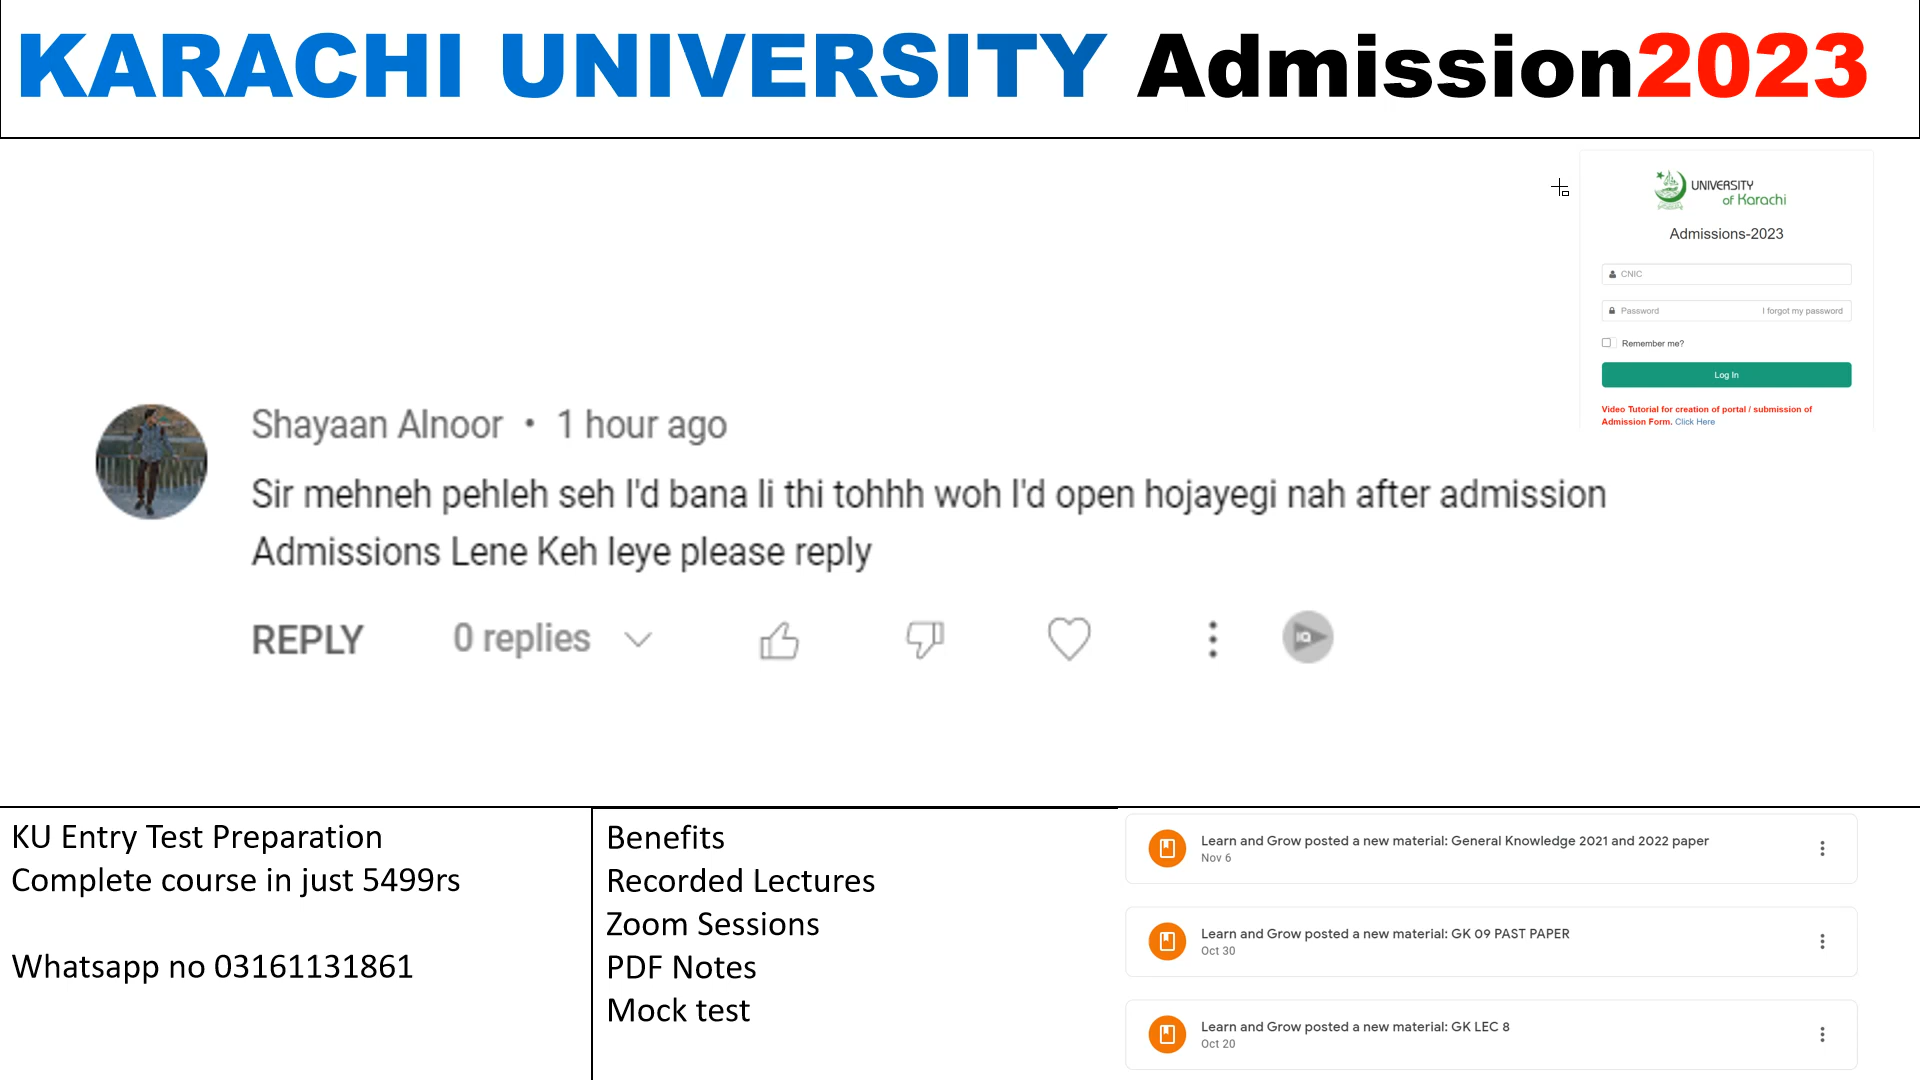 KARACHI UNIVERSITY Admission2023
UNIVERSITY
of Karachi
Admissions-2023
CNIC
Password I forgot my password
Remember me?
Log In
Video Tutorial for creation of portal / submission of
Admission Form. Click Here
Shayaan Alnoor • 1 hour ago
Sir mehneh pehleh seh I'd bana li thi tohhh woh I'd open hojayegi nah after admission
Admissions Lene Keh leye please reply
REPLY 0 replies
IQ
KU Entry Test Preparation
Complete course in just 5499rs
Whatsapp no 03161131861
Benefits
Recorded Lectures
Zoom Sessions
PDF Notes
Mock test
Learn and Grow posted a new material: General Knowledge 2021 and 2022 paper
Nov 6
Learn and Grow posted a new material: GK 09 PAST PAPER
Oct 30
Learn and Grow posted a new material: GK LEC 8
Oct 20